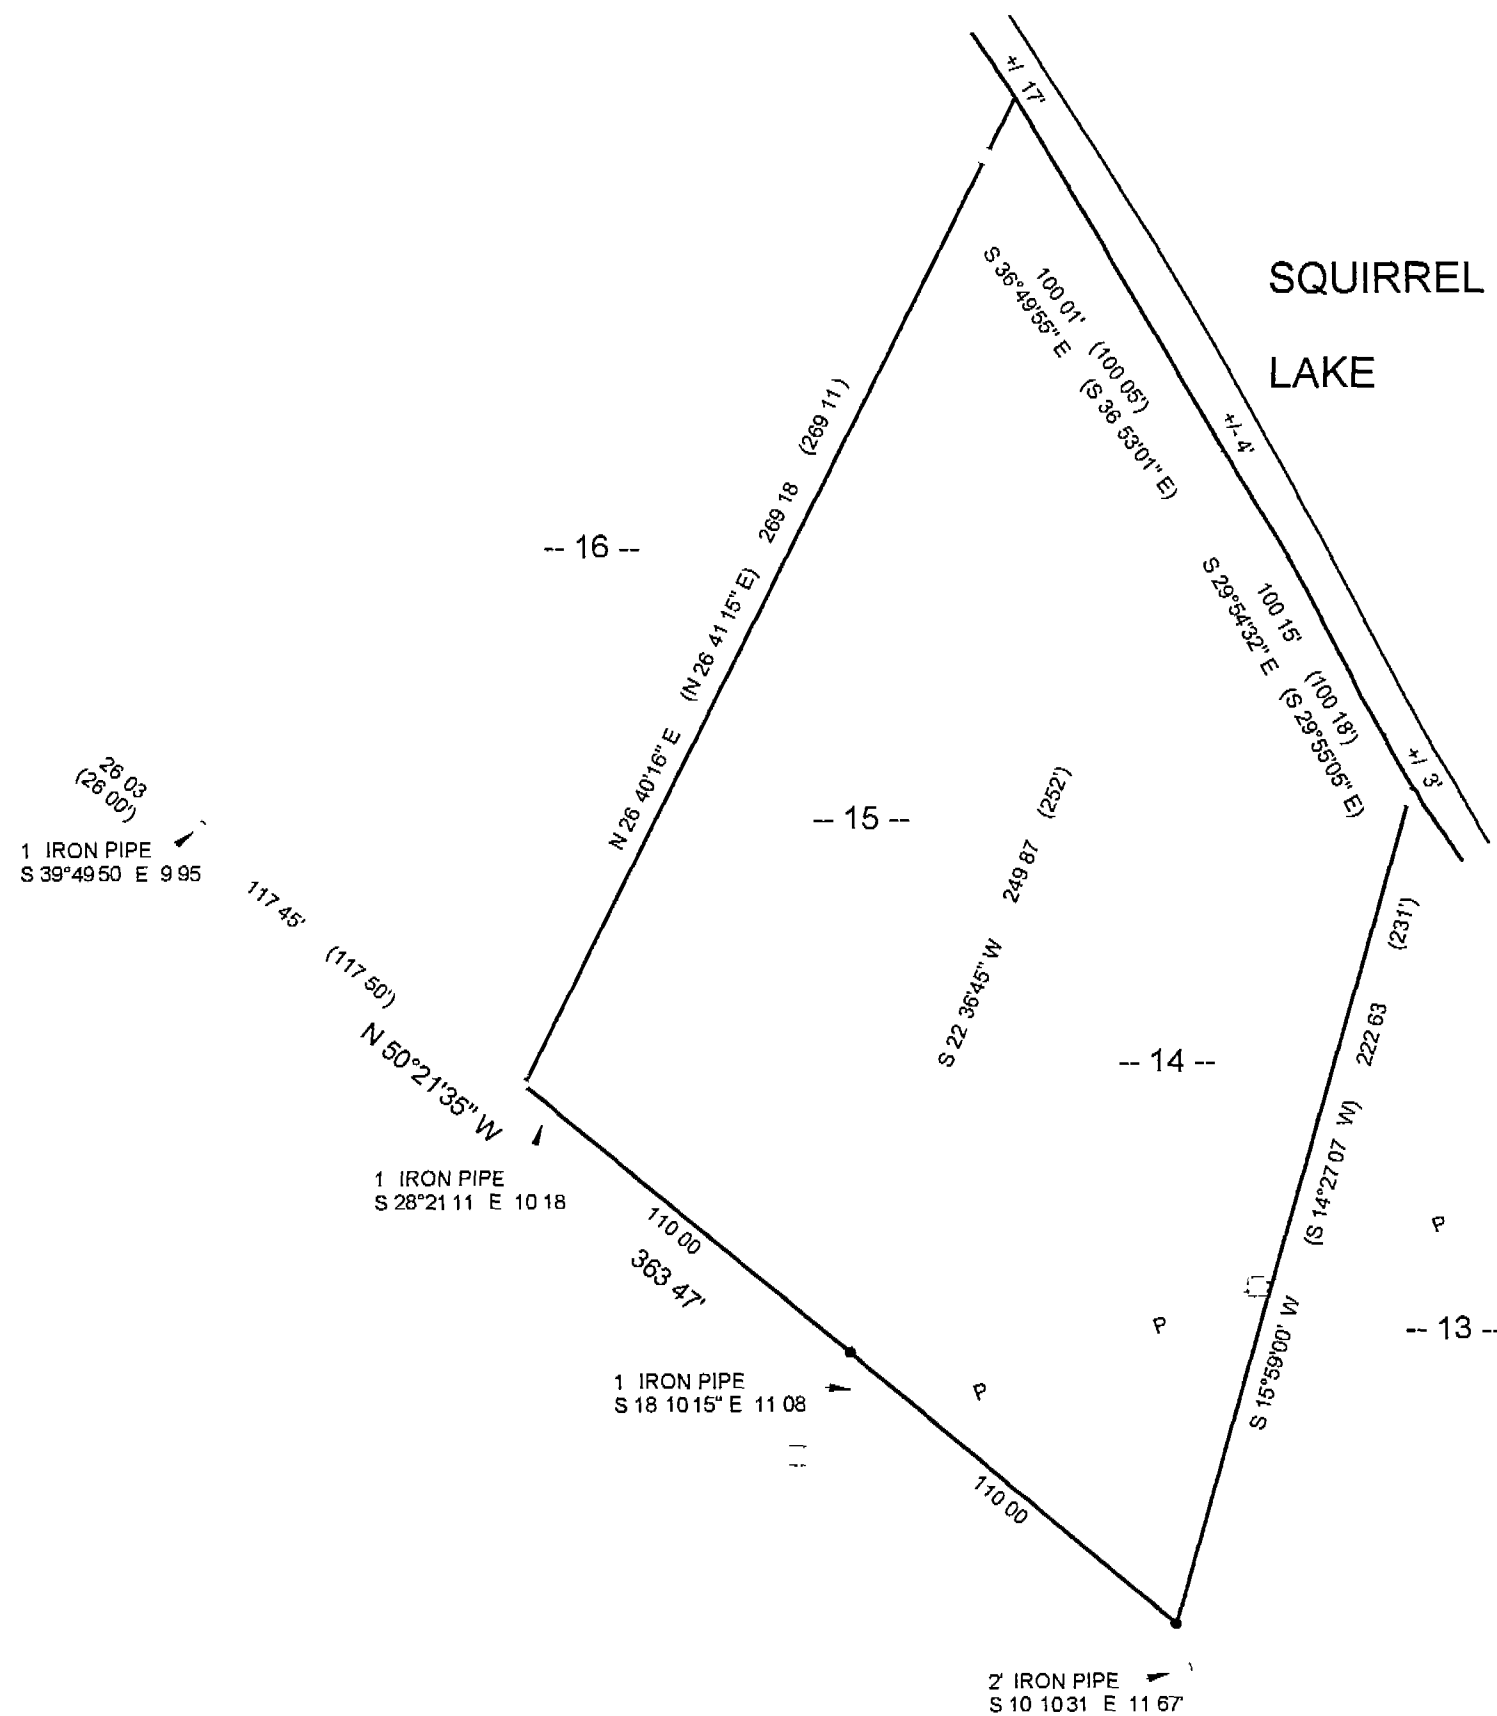 +/ 17'
SQUIRREL
LAKE
100 01' (100 05')
S 36°49'55" E (S 36 53'01" E)
+/- 4'
N 26 40'16" E (N 26 41 15" E) 269 18 (269 11)
-- 16 --
100 15' (100 18')
S 29°54'32" E (S 29°55'05" E)
+/ 3'
26 03
(26 00')
1 IRON PIPE
S 39°49 50 E 9 95
-- 15 --
S 22 36'45" W 249 87 (252')
117 45' (117 50')
N 50°21'35" W
-- 14 --
S 15°59'00' W (S 14°27 07 W) 222 63 (231')
1 IRON PIPE
S 28°21 11 E 10 18
110 00
363 47'
P
P
-- 13 --
1 IRON PIPE
S 18 10 15" E 11 08
P
110 00
2' IRON PIPE
S 10 10 31 E 11 67'